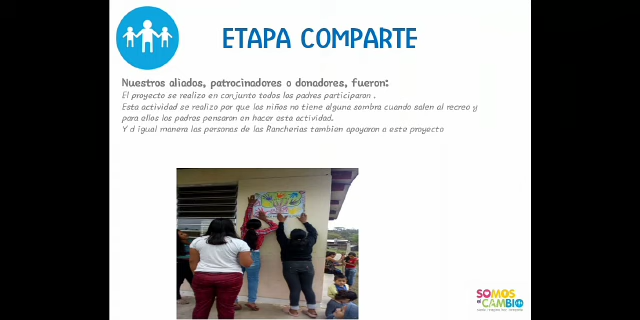 ETAPA COMPARTE
Nuestros aliados, patrocinadores o donadores, fueron:
El proyecto se realizo en conjunto todos los padres participaron .
Esta actividad se realizo por que los niños no tiene alguna sombra cuando salen al recreo y
para ellos los padres pensaron en hacer esta actividad.
Y d igual manera las personas de las Rancherias tambien apoyaron a este proyecto
SOMOS
el CAMBIO